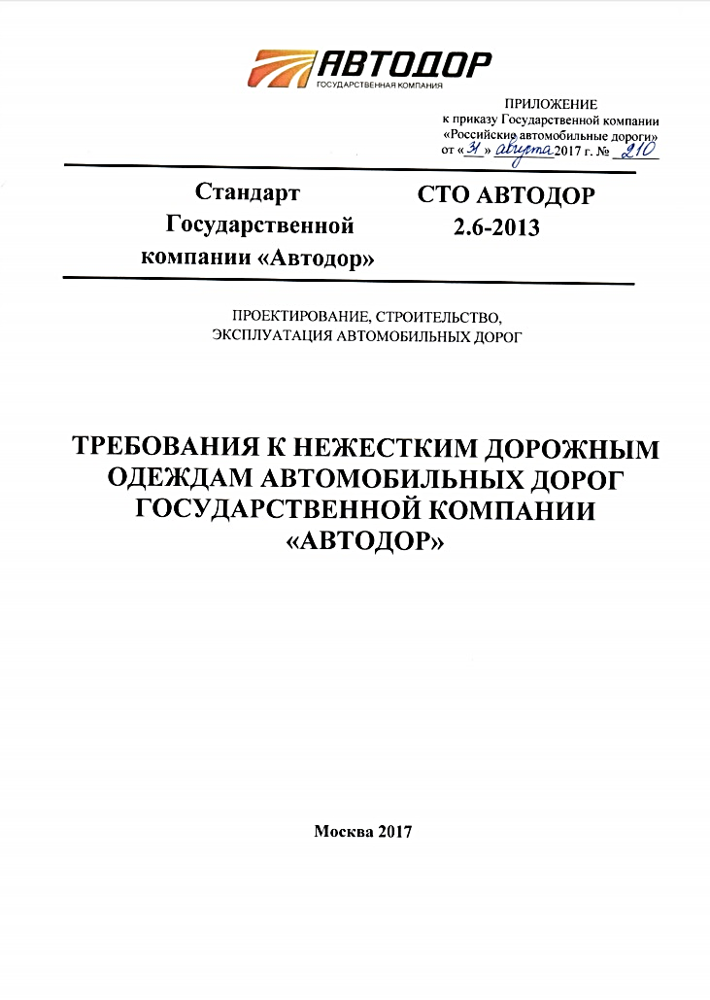 АВТОДОР
ГОСУДАРСТВЕННАЯ КОМПАНИЯ
ПРИЛОЖЕНИЕ
к приказу Государственной компании
«Российские автомобильные дороги»
от «31» августа 2017 г. № 210
Стандарт
Государственной
компании «Автодор»
СТО АВТОДОР
2.6-2013
ПРОЕКТИРОВАНИЕ, СТРОИТЕЛЬСТВО,
ЭКСПЛУАТАЦИЯ АВТОМОБИЛЬНЫХ ДОРОГ
ТРЕБОВАНИЯ К НЕЖЕСТКИМ ДОРОЖНЫМ
ОДЕЖДАМ АВТОМОБИЛЬНЫХ ДОРОГ
ГОСУДАРСТВЕННОЙ КОМПАНИИ
«АВТОДОР»
Москва 2017